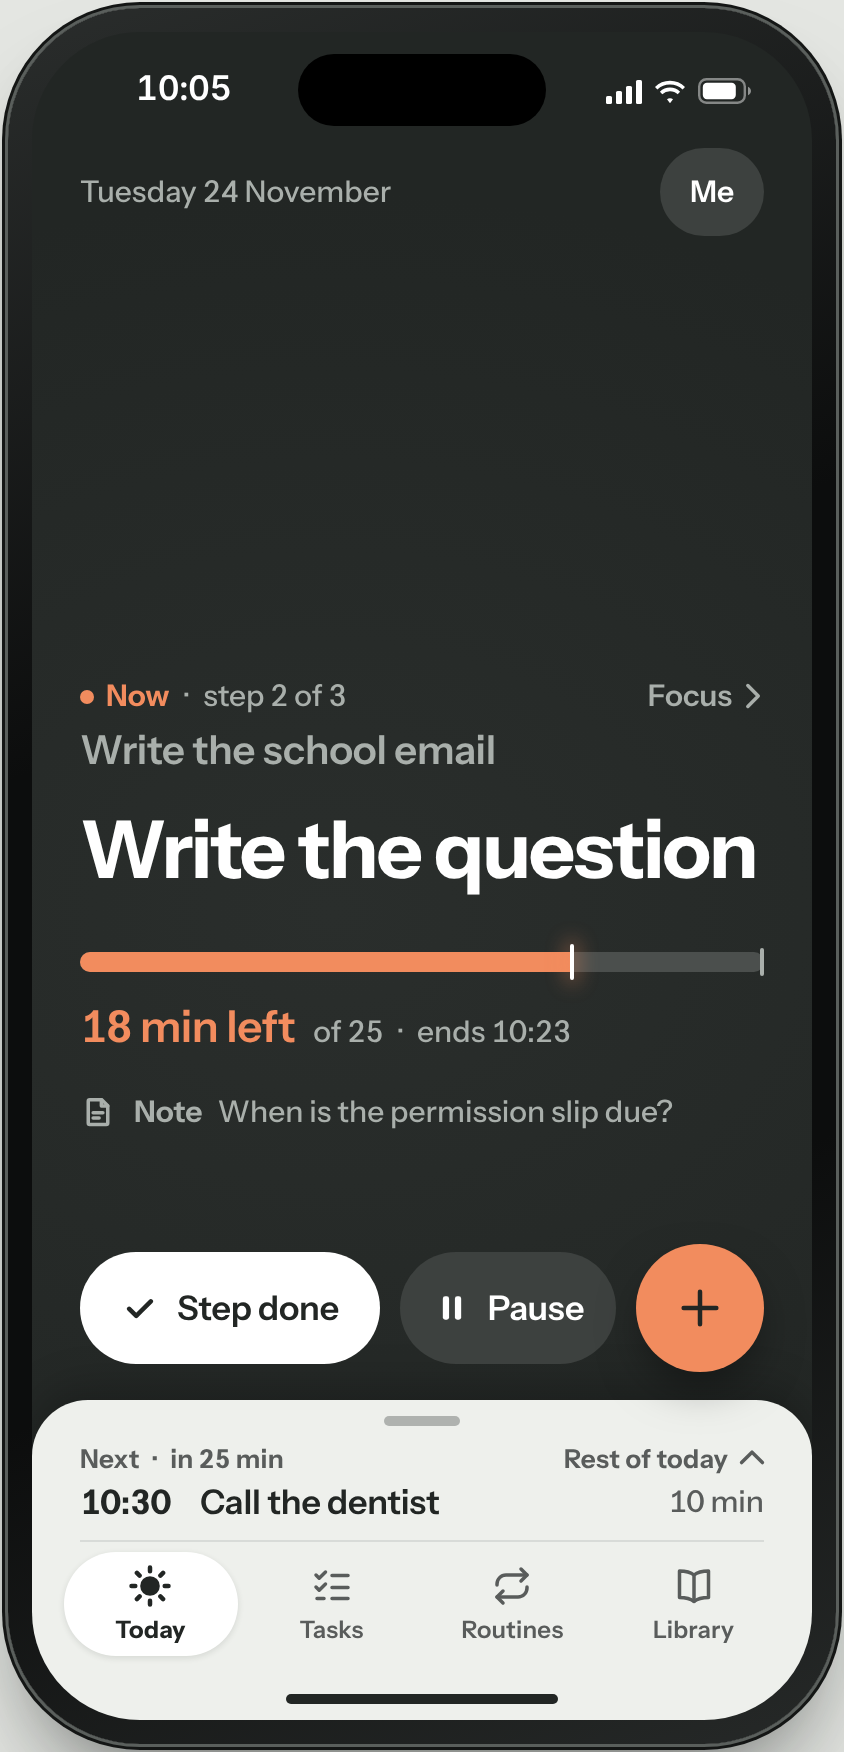 10:05
Tuesday 24 November
Me
Now · step 2 of 3
Focus
Write the school email
Write the question
18 min left of 25 · ends 10:23
Note When is the permission slip due?
Step done
Pause
Next · in 25 min
Rest of today
10:30 Call the dentist
10 min
Today
Tasks
Routines
Library